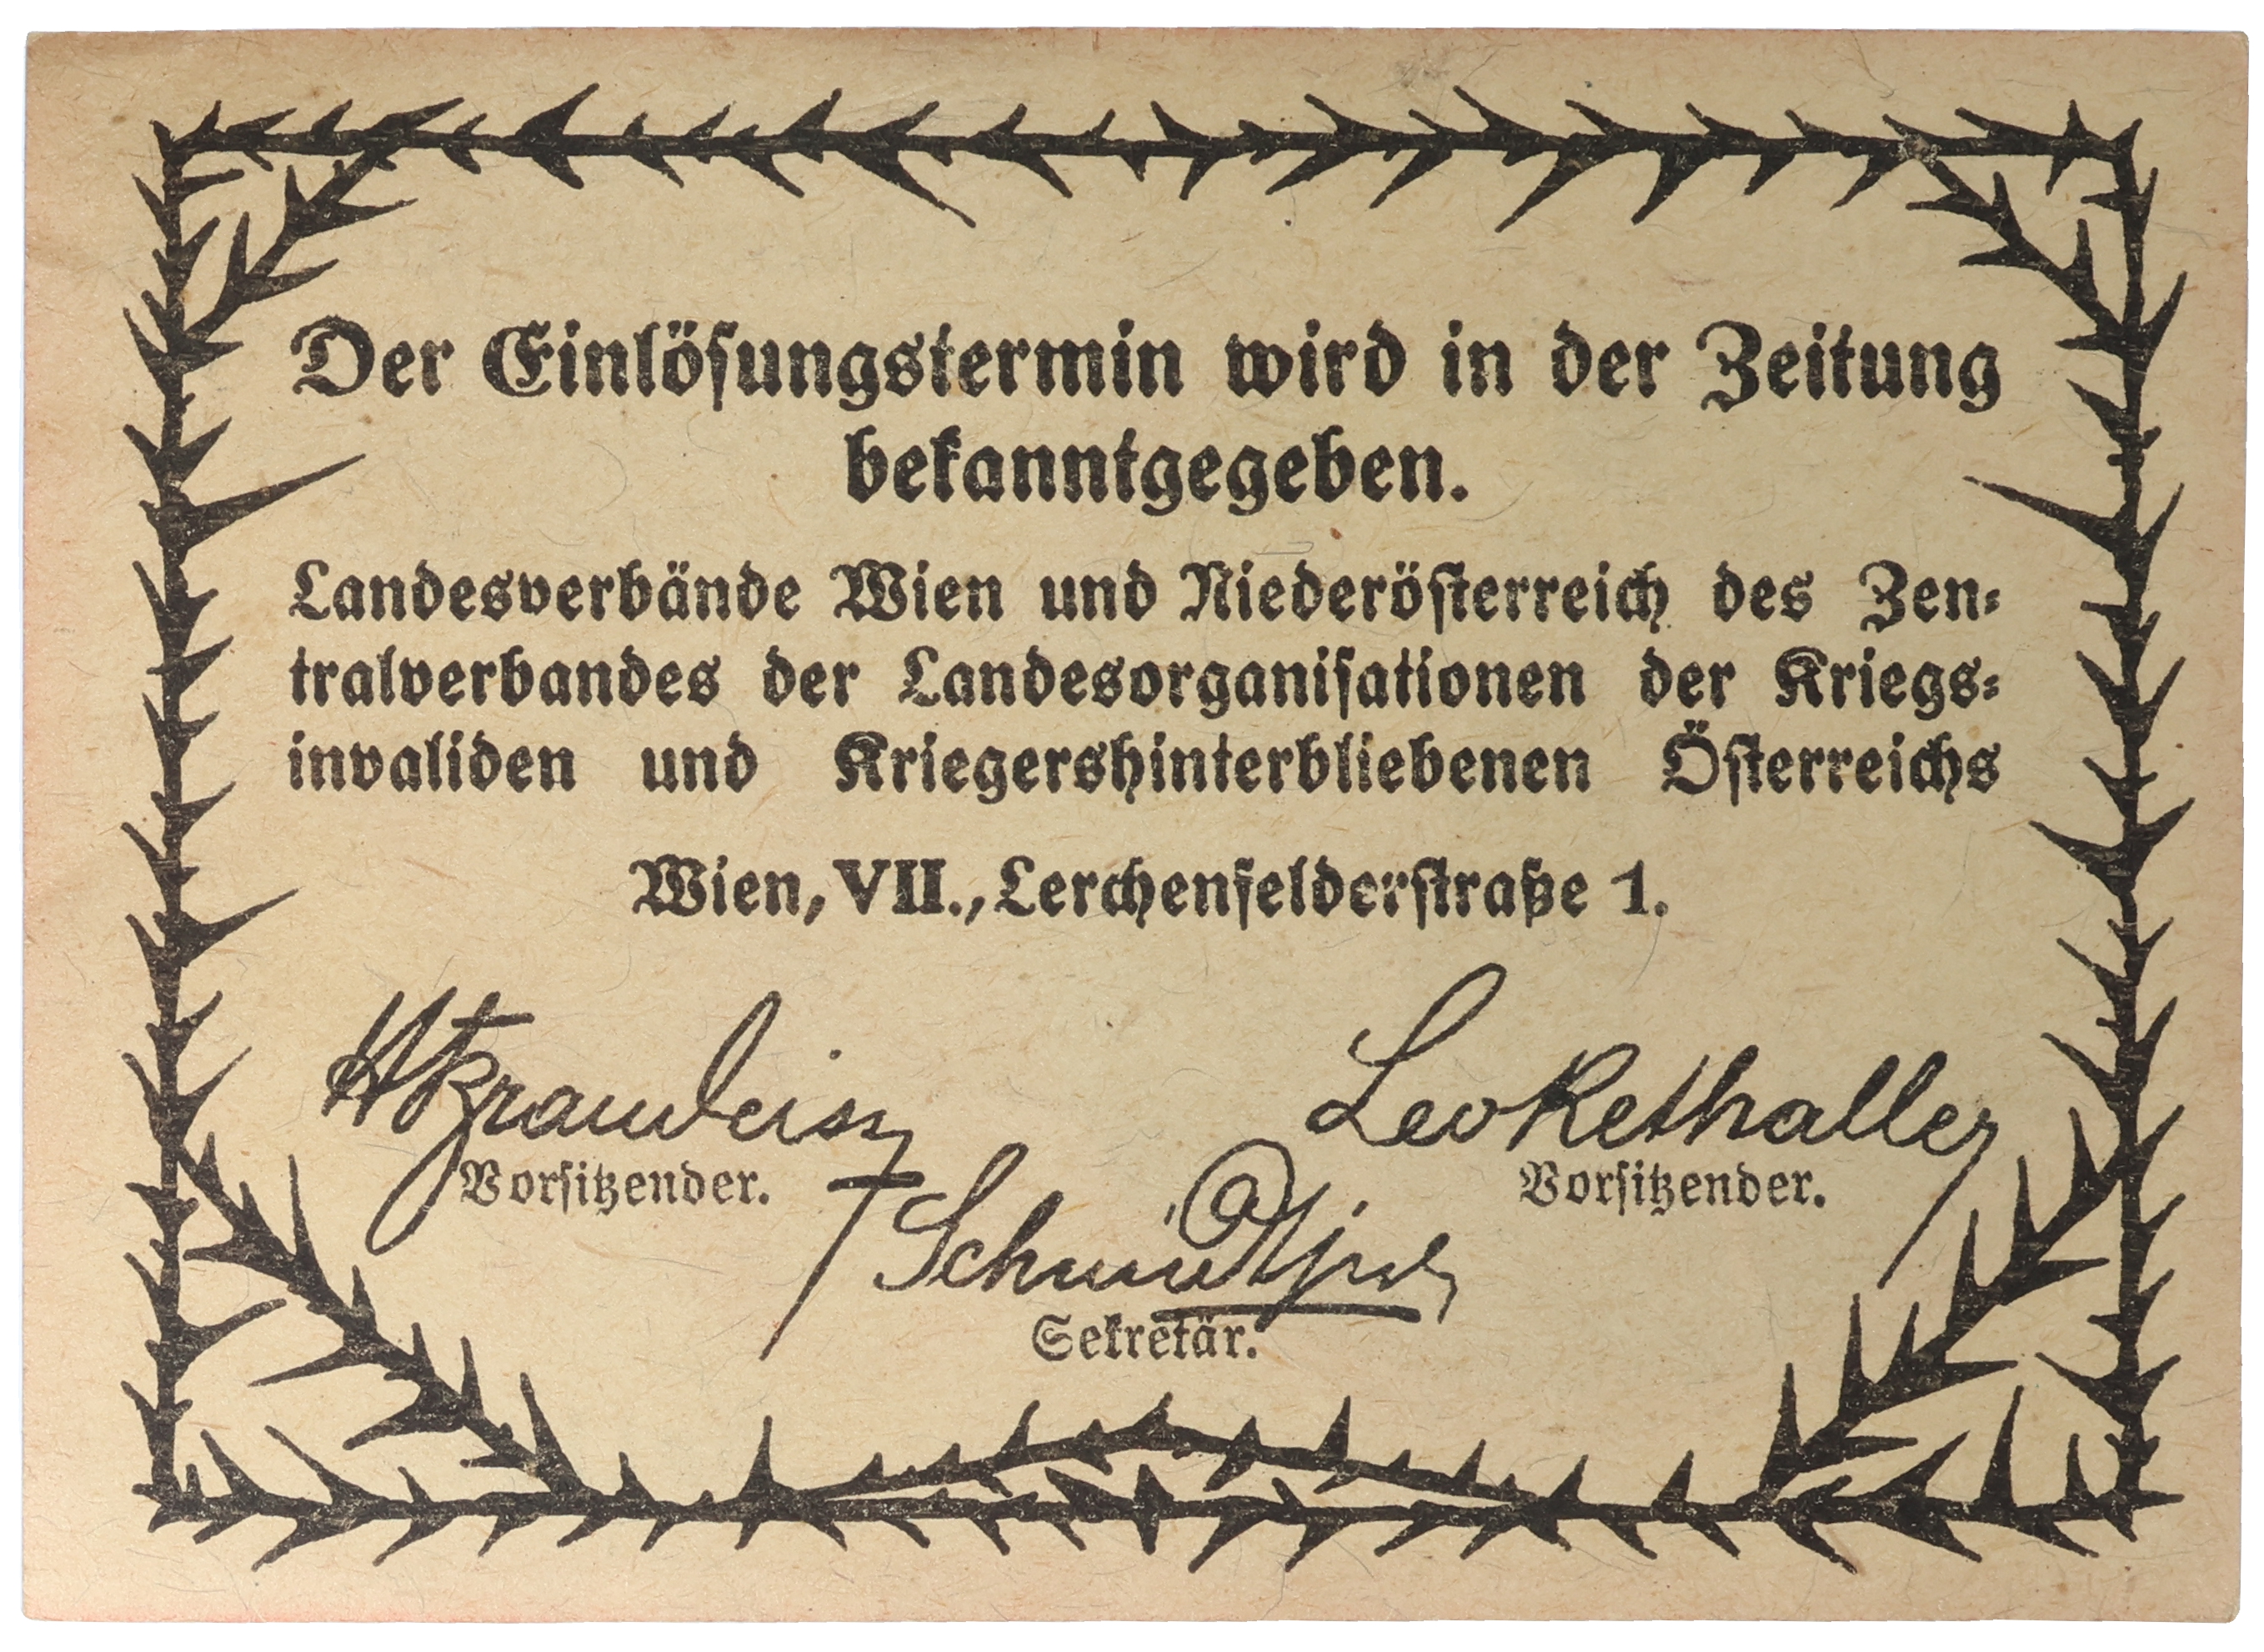 Der Einlösungstermin wird in der Zeitung
bekanntgegeben.
Landesverbände Wien und Niederösterreich des Zen-
tralverbandes der Landesorganisationen der Kriegs-
invaliden und Kriegershinterbliebenen Österreichs
Wien, VII., Lerchenfelderstraße 1.
Leo Rethaller
Vorsitzender. Vorsitzender.
Sekretär.